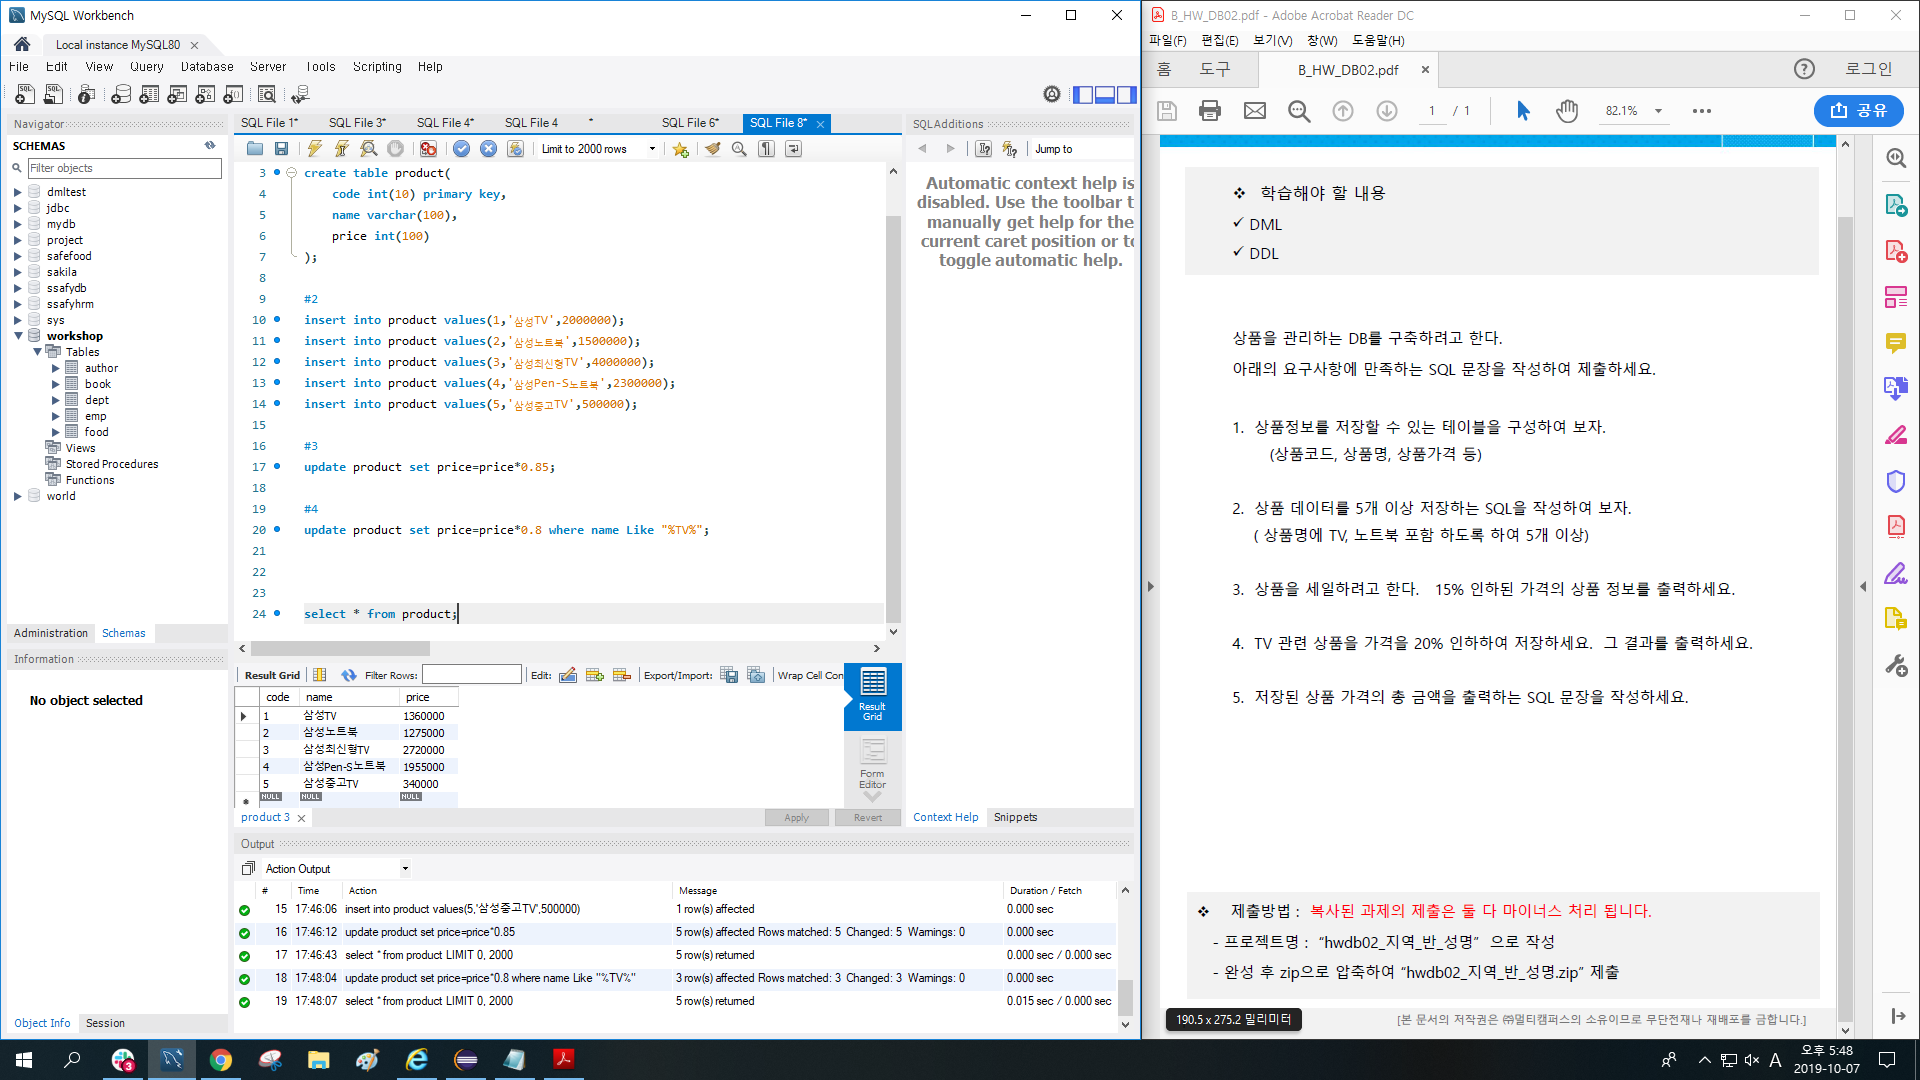 MySQL Workbench
Local instance MySQL80
File Edit View Query Database Server Tools Scripting Help
Navigator
SCHEMAS
Filter objects
dmltest
jdbc
mydb
project
safefood
sakila
ssafydb
ssafyhrm
sys
workshop
Tables
author
book
dept
emp
food
Views
Stored Procedures
Functions
world
Administration Schemas
Information
No object selected
Object Info Session
SQL File 1* SQL File 3* SQL File 4* SQL File 4 * SQL File 6* SQL File 8*
Limit to 2000 rows
3 create table product(
4 code int(10) primary key,
5 name varchar(100),
6 price int(100)
7 );
8
9 #2
10 insert into product values(1,'삼성TV',2000000);
11 insert into product values(2,'삼성노트북',1500000);
12 insert into product values(3,'삼성최신형TV',4000000);
13 insert into product values(4,'삼성Pen-S노트북',2300000);
14 insert into product values(5,'삼성중고TV',500000);
15
16 #3
17 update product set price=price*0.85;
18
19 #4
20 update product set price=price*0.8 where name Like "%TV%";
21
22
23
24 select * from product;
Result Grid Filter Rows: Edit: Export/Import: Wrap Cell Con
code name price
1 삼성TV 1360000
2 삼성노트북 1275000
3 삼성최신형TV 2720000
4 삼성Pen-S노트북 1955000
5 삼성중고TV 340000
NULL NULL NULL
Result Grid
Form Editor
product 3
Apply Revert
SQLAdditions
Jump to
Automatic context help is
disabled. Use the toolbar t
manually get help for the
current caret position or to
toggle automatic help.
Context Help Snippets
Output
Action Output
# Time Action Message Duration / Fetch
15 17:46:06 insert into product values(5,'삼성중고TV',500000) 1 row(s) affected 0.000 sec
16 17:46:12 update product set price=price*0.85 5 row(s) affected Rows matched: 5 Changed: 5 Warnings: 0 0.000 sec
17 17:46:43 select * from product LIMIT 0, 2000 5 row(s) returned 0.000 sec / 0.000 sec
18 17:48:04 update product set price=price*0.8 where name Like "%TV%" 3 row(s) affected Rows matched: 3 Changed: 3 Warnings: 0 0.000 sec
19 17:48:07 select * from product LIMIT 0, 2000 5 row(s) returned 0.015 sec / 0.000 sec
B_HW_DB02.pdf - Adobe Acrobat Reader DC
파일(F) 편집(E) 보기(V) 창(W) 도움말(H)
홈 도구 B_HW_DB02.pdf 로그인
1 / 1 82.1% 공유
❖ 학습해야 할 내용
✓ DML
✓ DDL
상품을 관리하는 DB를 구축하려고 한다.
아래의 요구사항에 만족하는 SQL 문장을 작성하여 제출하세요.
1. 상품정보를 저장할 수 있는 테이블을 구성하여 보자.
(상품코드, 상품명, 상품가격 등)
2. 상품 데이터를 5개 이상 저장하는 SQL을 작성하여 보자.
( 상품명에 TV, 노트북 포함 하도록 하여 5개 이상)
3. 상품을 세일하려고 한다. 15% 인하된 가격의 상품 정보를 출력하세요.
4. TV 관련 상품을 가격을 20% 인하하여 저장하세요. 그 결과를 출력하세요.
5. 저장된 상품 가격의 총 금액을 출력하는 SQL 문장을 작성하세요.
❖ 제출방법 : 복사된 과제의 제출은 둘 다 마이너스 처리 됩니다.
- 프로젝트명 : “hwdb02_지역_반_성명” 으로 작성
- 완성 후 zip으로 압축하여 “hwdb02_지역_반_성명.zip” 제출
190.5 x 275.2 밀리미터
[본 문서의 저작권은 ㈜멀티캠퍼스의 소유이므로 무단전재나 재배포를 금합니다.]
3
A
오후 5:48
2019-10-07